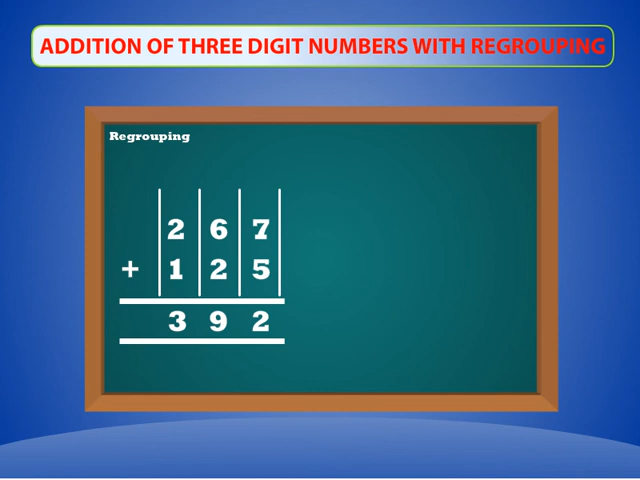 ADDITION OF THREE DIGIT NUMBERS WITH REGROUPING
Regrouping
2 6 7
+ 1 2 5
3 9 2